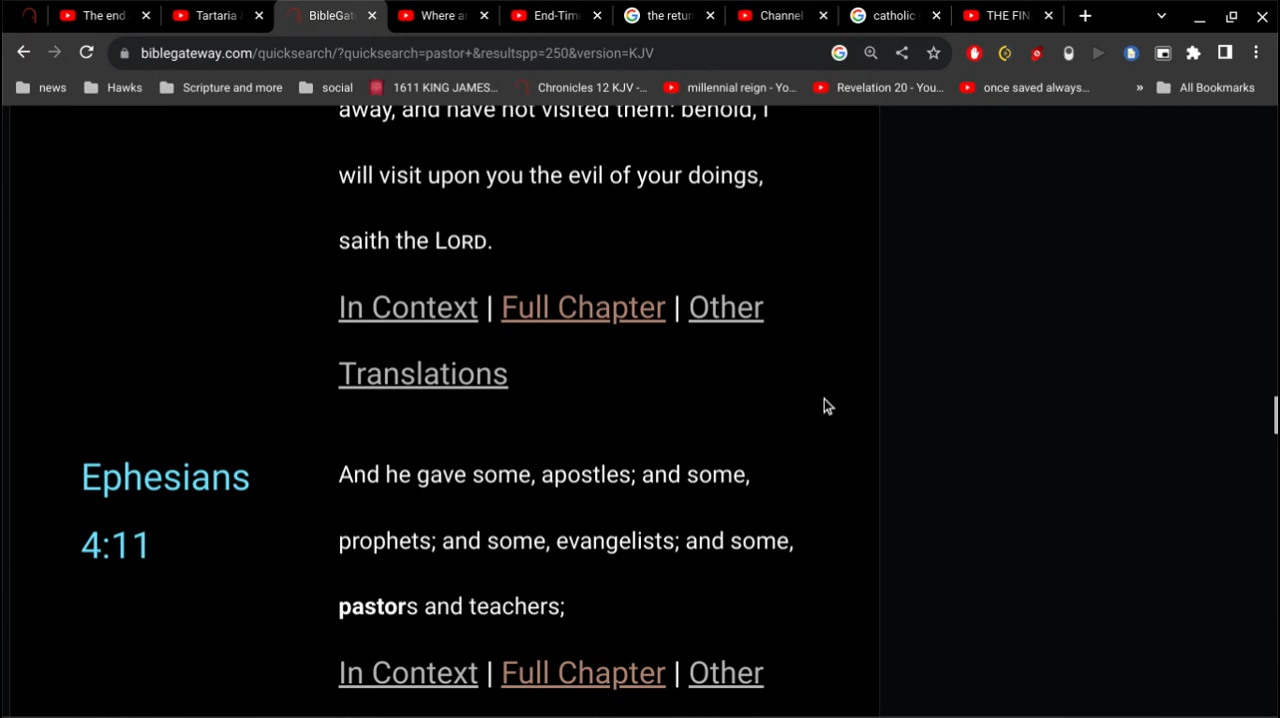 The end
Tartaria
BibleGat
Where a
End-Tim
the retu
Channel
catholic
THE FIN
biblegateway.com/quicksearch/?quicksearch=pastor+&resultspp=250&version=KJV
news
Hawks
Scripture and more
social
1611 KING JAMES...
Chronicles 12 KJV -...
millennial reign - Yo...
Revelation 20 - You...
once saved always...
»
All Bookmarks
away, and have not visited them: behold, I
will visit upon you the evil of your doings,
saith the LORD.
In Context | Full Chapter | Other
Translations
Ephesians
4:11
And he gave some, apostles; and some,
prophets; and some, evangelists; and some,
pastors and teachers;
In Context | Full Chapter | Other